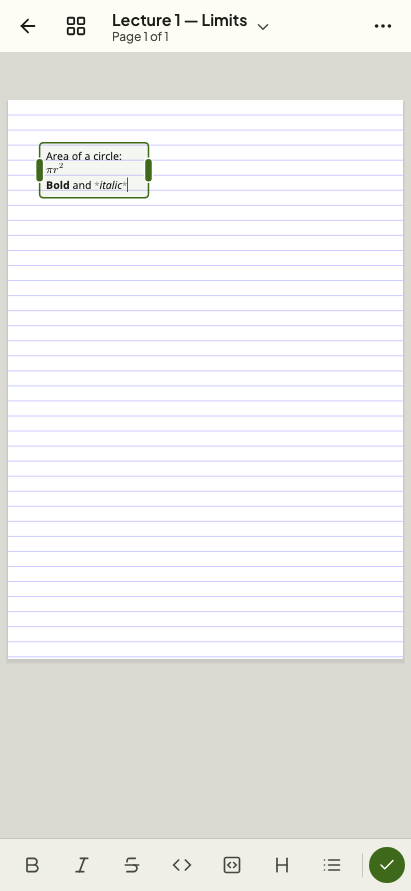 Lecture 1 — Limits
Page 1 of 1
Area of a circle:
πr²
Bold and *italic*
B I S <> H